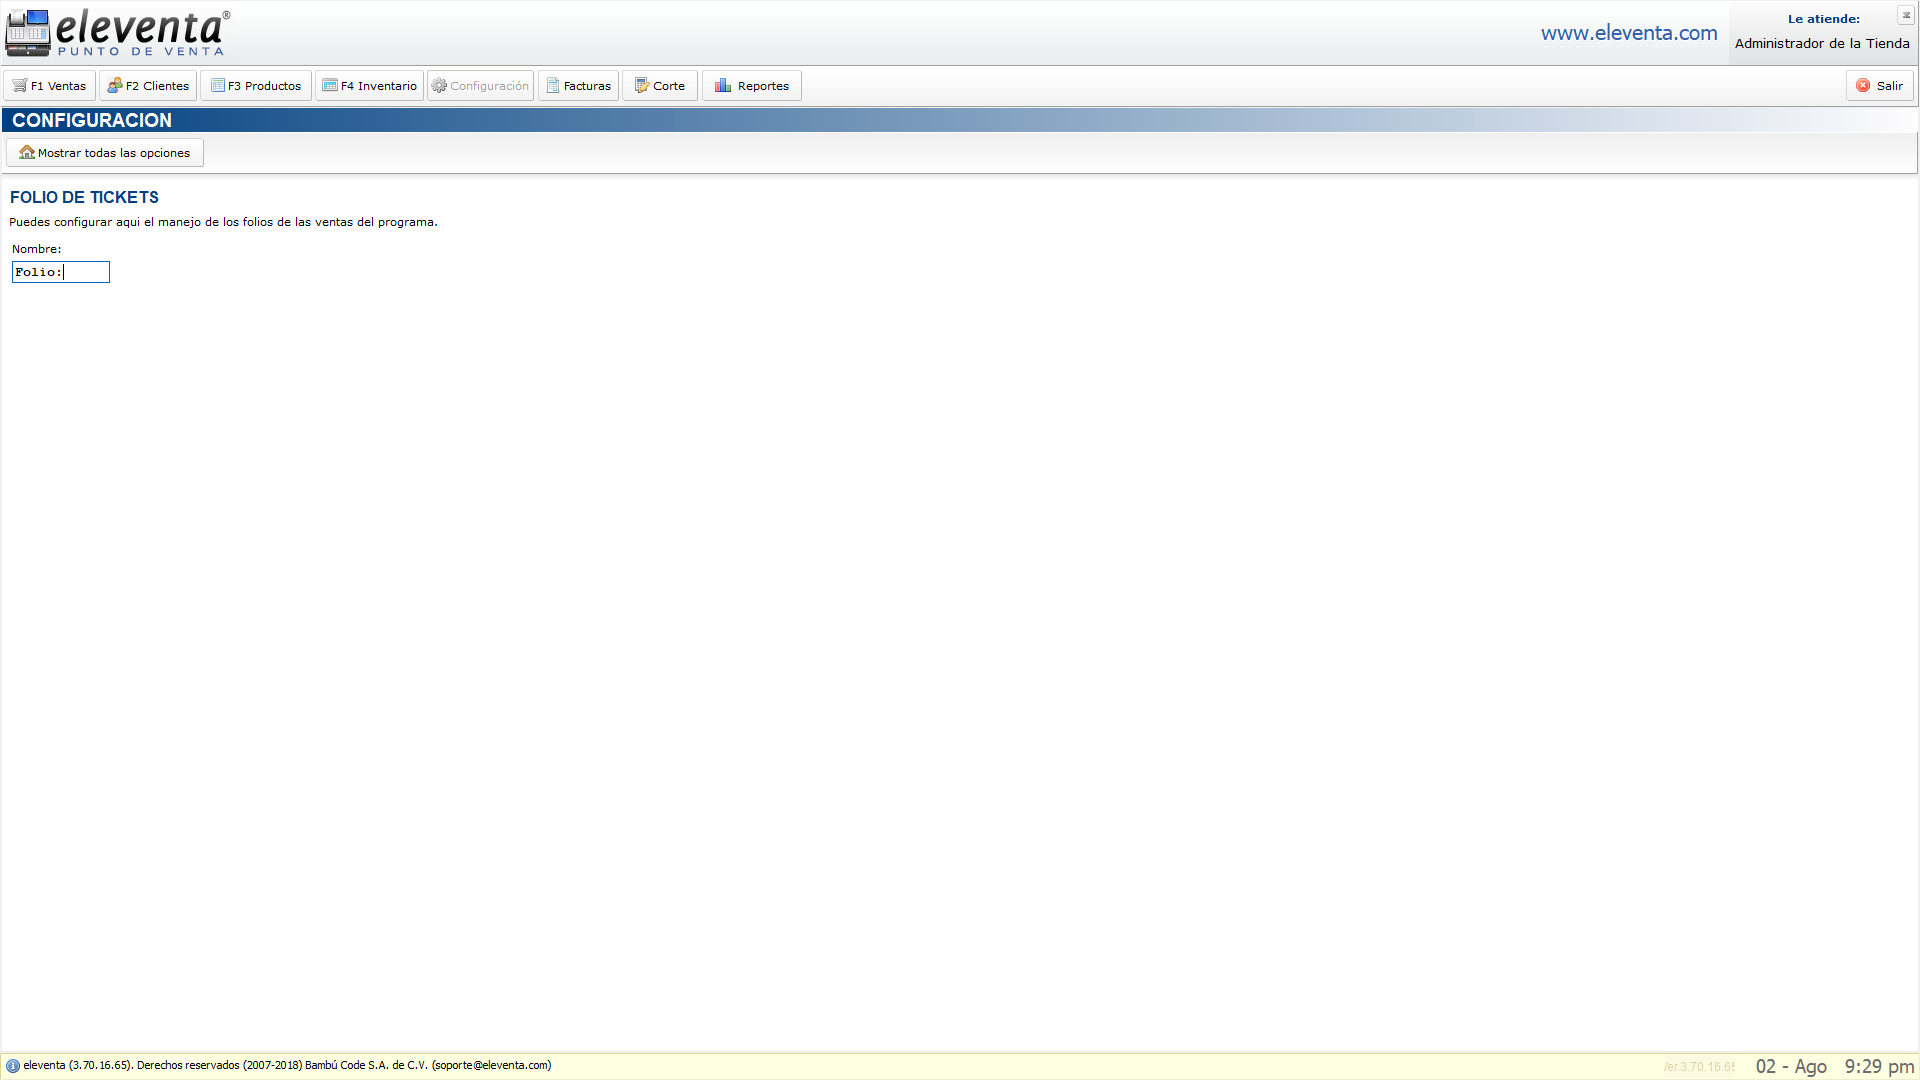 eleventa®
PUNTO DE VENTA
www.eleventa.com
Le atiende:
Administrador de la Tienda
F1 Ventas
F2 Clientes
F3 Productos
F4 Inventario
Configuración
Facturas
Corte
Reportes
Salir
CONFIGURACION
Mostrar todas las opciones
FOLIO DE TICKETS
Puedes configurar aqui el manejo de los folios de las ventas del programa.
Nombre:
Folio:
eleventa (3.70.16.65). Derechos reservados (2007-2018) Bambú Code S.A. de C.V. (soporte@eleventa.com)
02 - Ago
9:29 pm